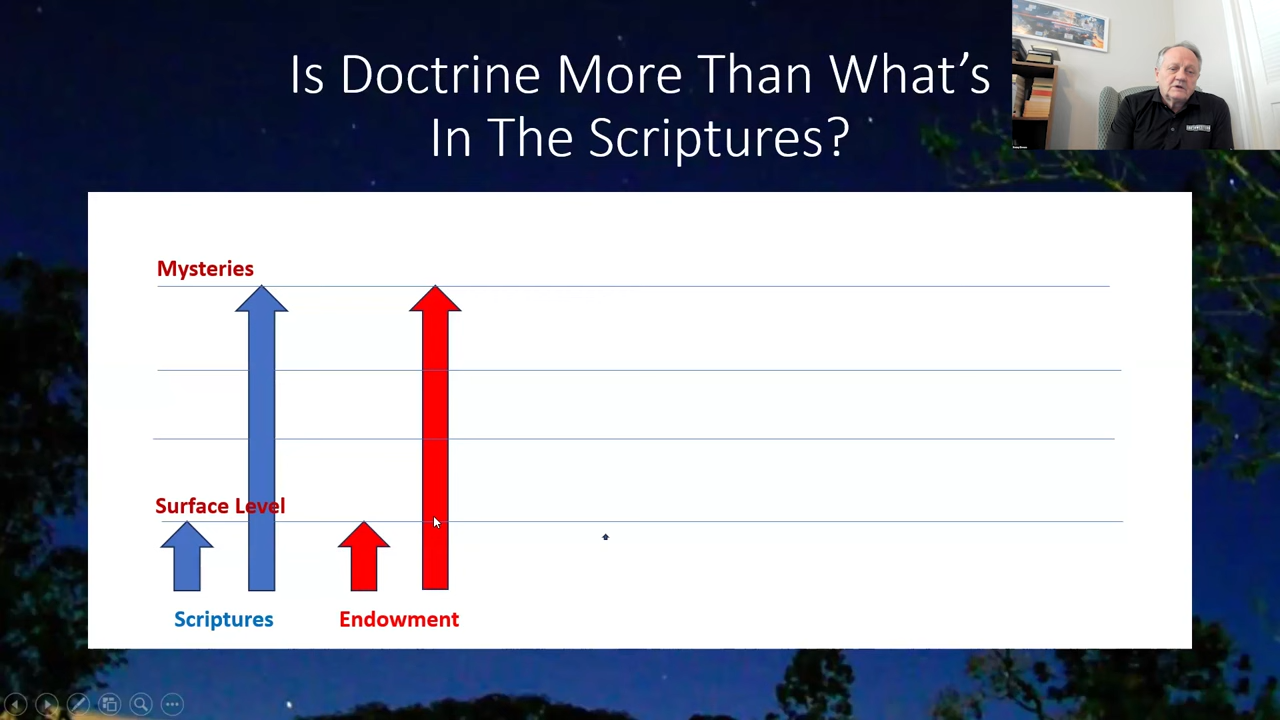 Is Doctrine More Than What's
In The Scriptures?
Mysteries
Surface Level
Scriptures
Endowment